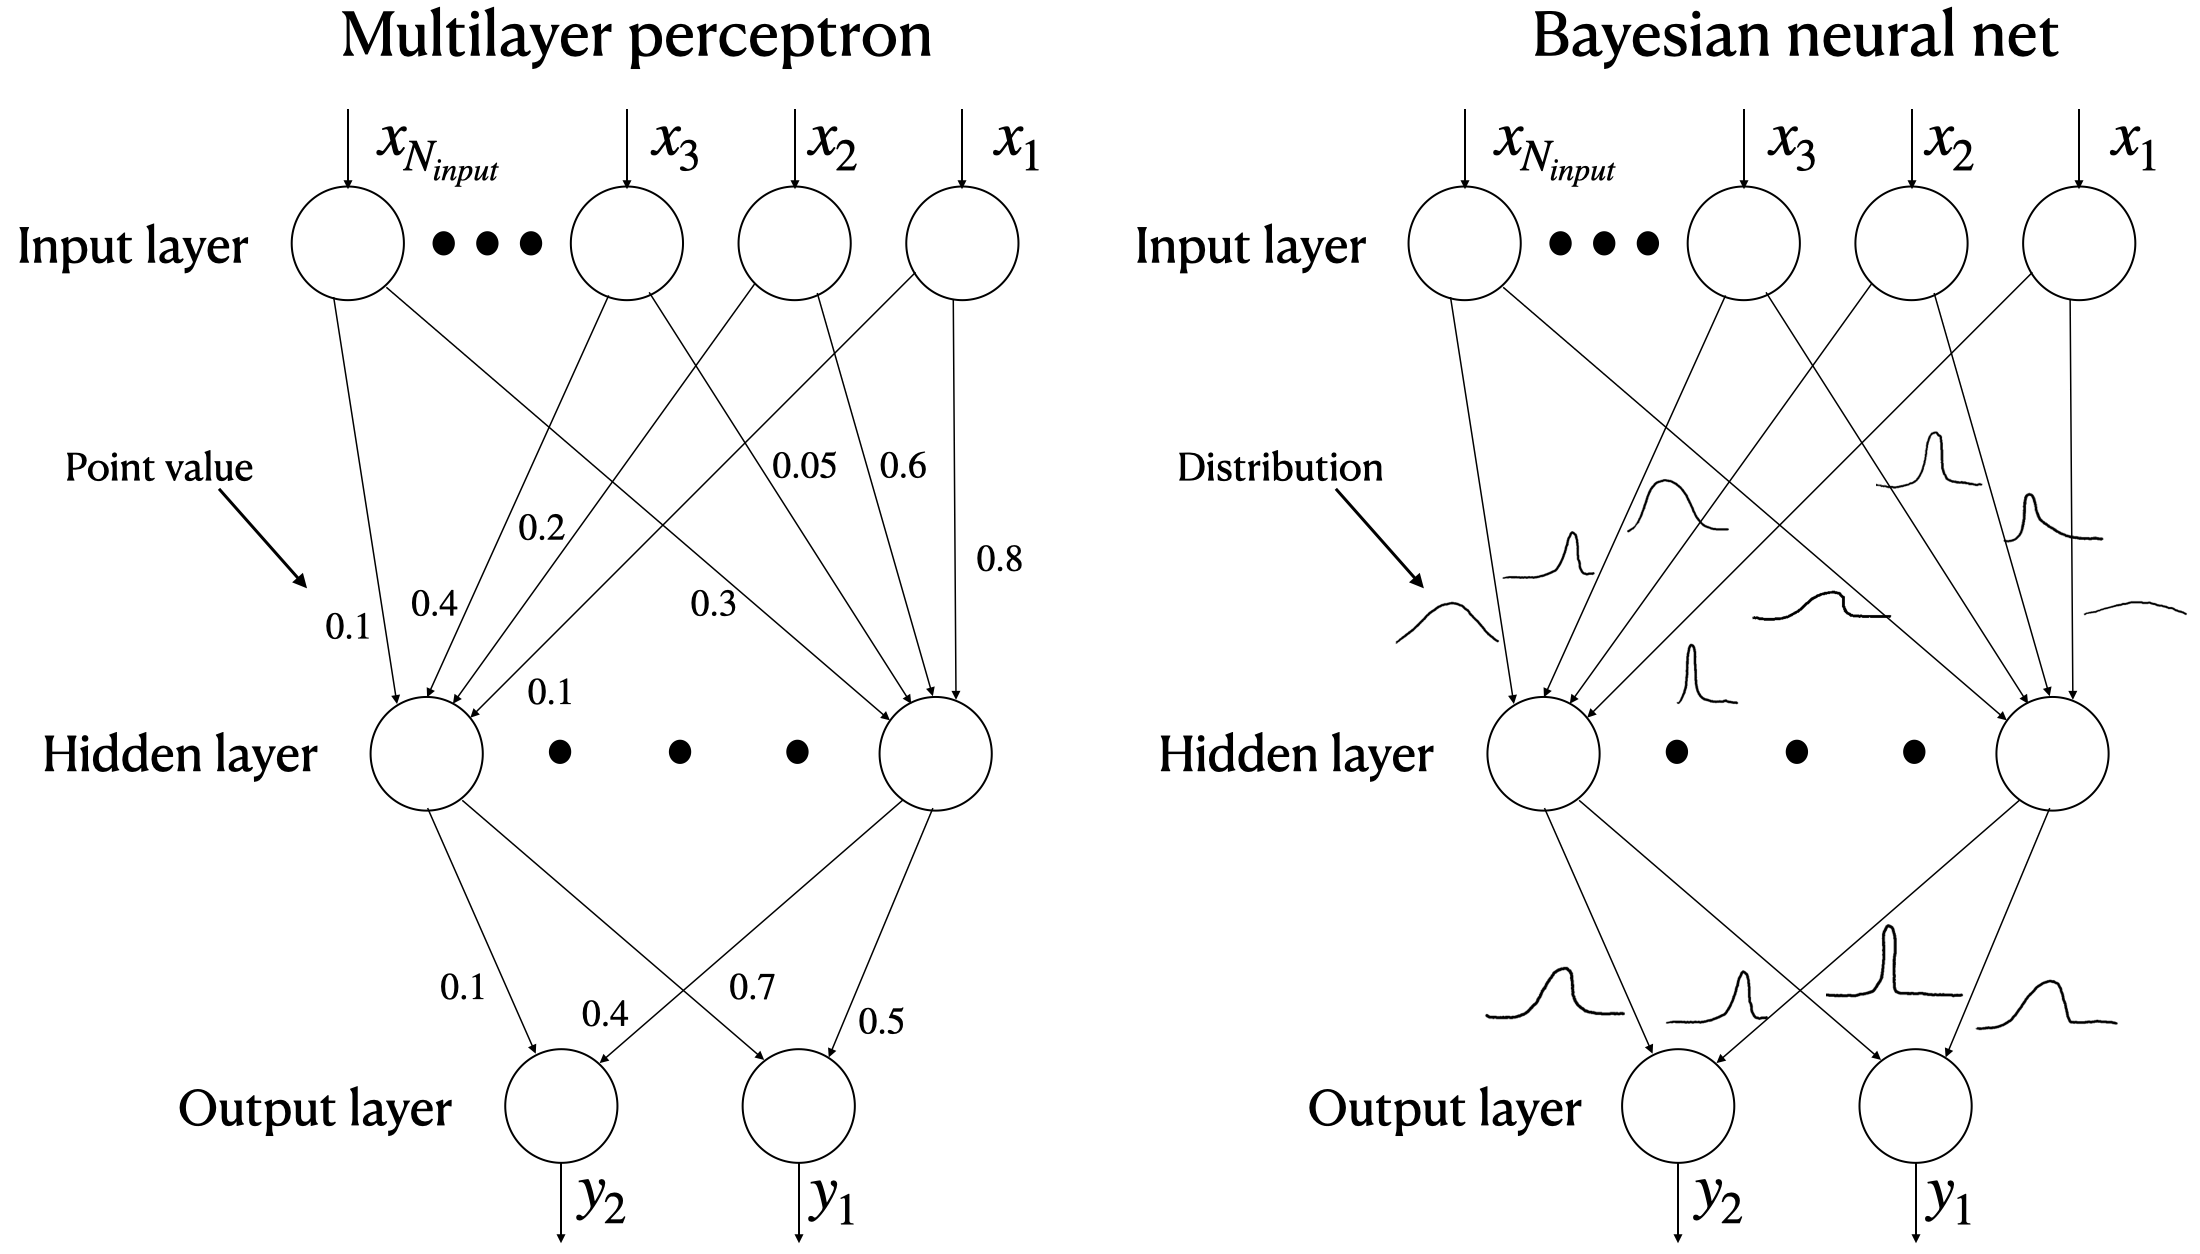 Multilayer perceptron
x_{N_{input}} x_3 x_2 x_1
Input layer
Point value
0.05 0.6
0.2
0.8
0.4 0.3
0.1
0.1
Hidden layer
0.1 0.7
0.4 0.5
Output layer
y_2 y_1
Bayesian neural net
x_{N_{input}} x_3 x_2 x_1
Input layer
Distribution
Hidden layer
Output layer
y_2 y_1